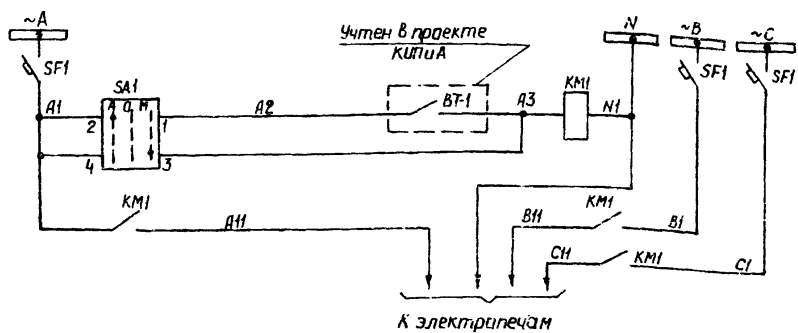 ~A
Учтен в проекте
КИПиА
N
~B
~C
SF1
SA1
A O M
KM1
SF1
SF1
A1
2
1
A2
BT-1
A3
N1
4
3
KM1
A11
B11
KM1
B1
C11
KM1
C1
К электропечам